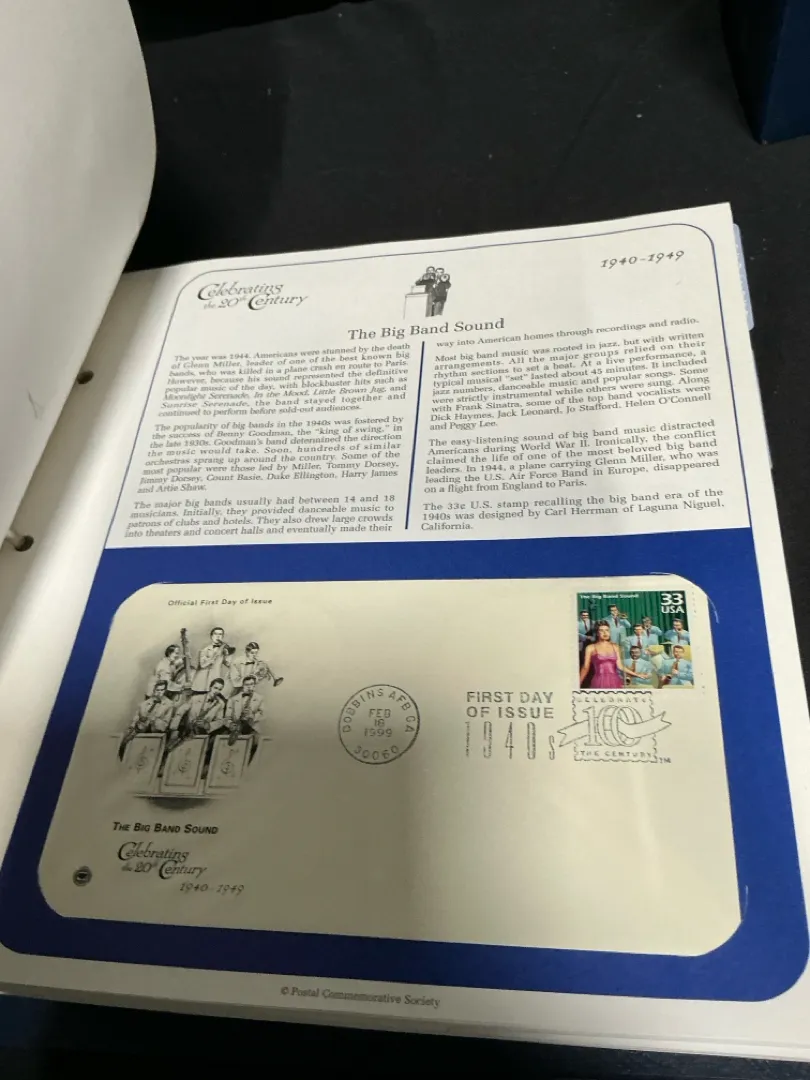 Celebrating
the 20th Century
1940-1949
The Big Band Sound
The year was 1944. Americans were stunned by the death
of Glenn Miller, leader of one of the best known big
bands, who was killed in a plane crash en route to Paris.
However, because his sound represented the definitive
popular music of the day, with blockbuster hits such as
Moonlight Serenade, In the Mood, Little Brown Jug, and
Sunrise Serenade, the band stayed together and
continued to perform before sold-out audiences.
The popularity of big bands in the 1940s was fostered by
the success of Benny Goodman, the "king of swing," in
the late 1930s. Goodman's band determined the direction
the music would take. Soon, hundreds of similar
orchestras sprang up around the country. Some of the
most popular were those led by Miller, Tommy Dorsey,
Jimmy Dorsey, Count Basie, Duke Ellington, Harry James
and Artie Shaw.
The major big bands usually had between 14 and 18
musicians. Initially, they provided danceable music to
patrons of clubs and hotels. They also drew large crowds
into theaters and concert halls and eventually made their
way into American homes through recordings and radio.
Most big band music was rooted in jazz, but with written
arrangements. All the major groups relied on their
rhythm sections to set a beat. At a live performance, a
typical musical "set" lasted about 45 minutes. It included
jazz numbers, danceable music and popular songs. Some
were strictly instrumental while others were sung. Along
with Frank Sinatra, some of the top band vocalists were
Dick Haymes, Jack Leonard, Jo Stafford, Helen O'Connell
and Peggy Lee.
The easy-listening sound of big band music distracted
Americans during World War II. Ironically, the conflict
claimed the life of one of the most beloved big band
leaders. In 1944, a plane carrying Glenn Miller, who was
leading the U.S. Air Force Band in Europe, disappeared
on a flight from England to Paris.
The 33¢ U.S. stamp recalling the big band era of the
1940s was designed by Carl Herrman of Laguna Niguel,
California.
Official First Day of Issue
The Big Band Sound
33
USA
DOBBINS AFB GA
FEB
18
1999
30060
FIRST DAY
OF ISSUE
1940s
CELEBRATE
100
THE CENTURY
TM
THE BIG BAND SOUND
Celebrating
the 20th Century
1940-1949
© Postal Commemorative Society